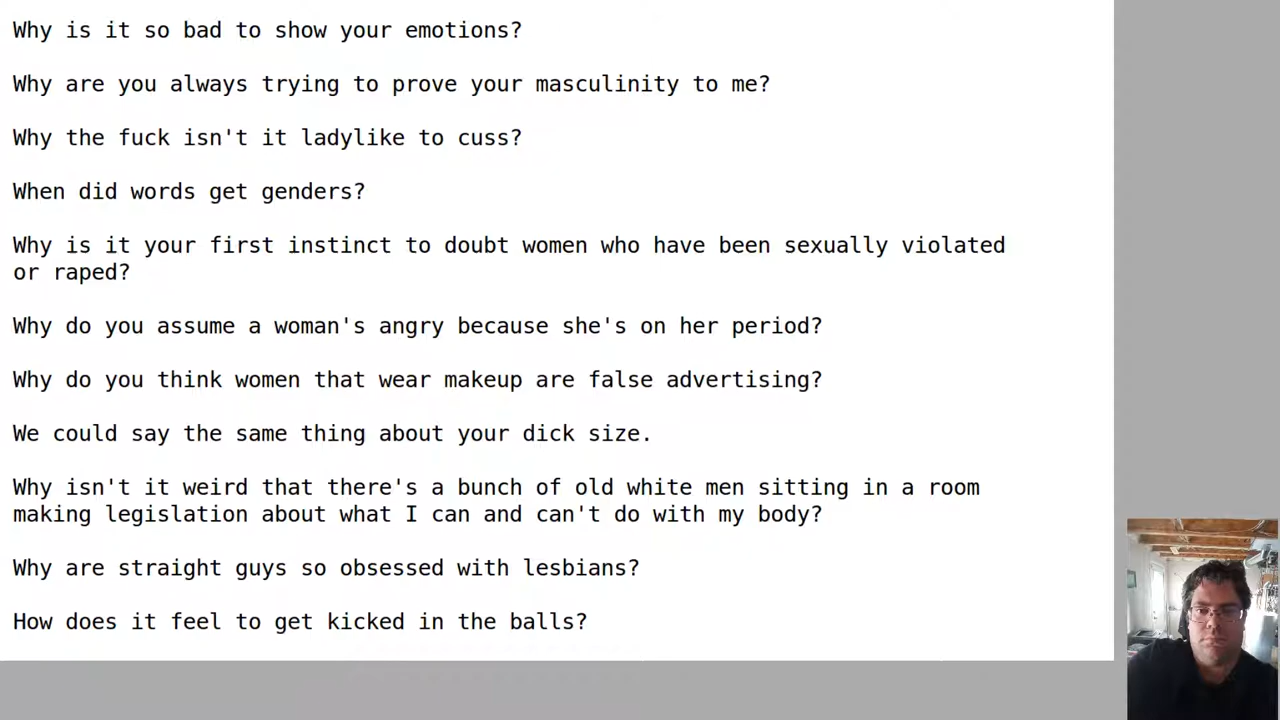 Why is it so bad to show your emotions?
Why are you always trying to prove your masculinity to me?
Why the fuck isn't it ladylike to cuss?
When did words get genders?
Why is it your first instinct to doubt women who have been sexually violated
or raped?
Why do you assume a woman's angry because she's on her period?
Why do you think women that wear makeup are false advertising?
We could say the same thing about your dick size.
Why isn't it weird that there's a bunch of old white men sitting in a room
making legislation about what I can and can't do with my body?
Why are straight guys so obsessed with lesbians?
How does it feel to get kicked in the balls?